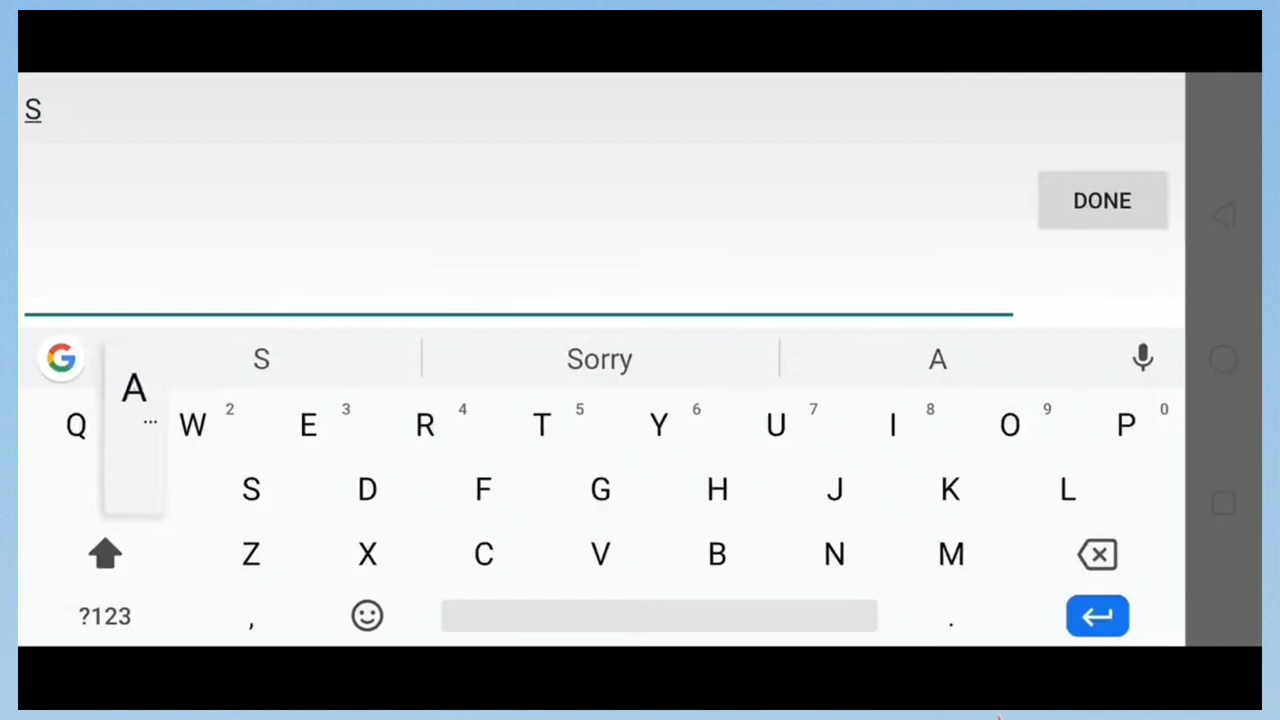 S
DONE
G S Sorry A
A
Q W 2 E 3 R 4 T 5 Y 6 U 7 I 8 O 9 P 0
...
S D F G H J K L
Z X C V B N M
?123 , .